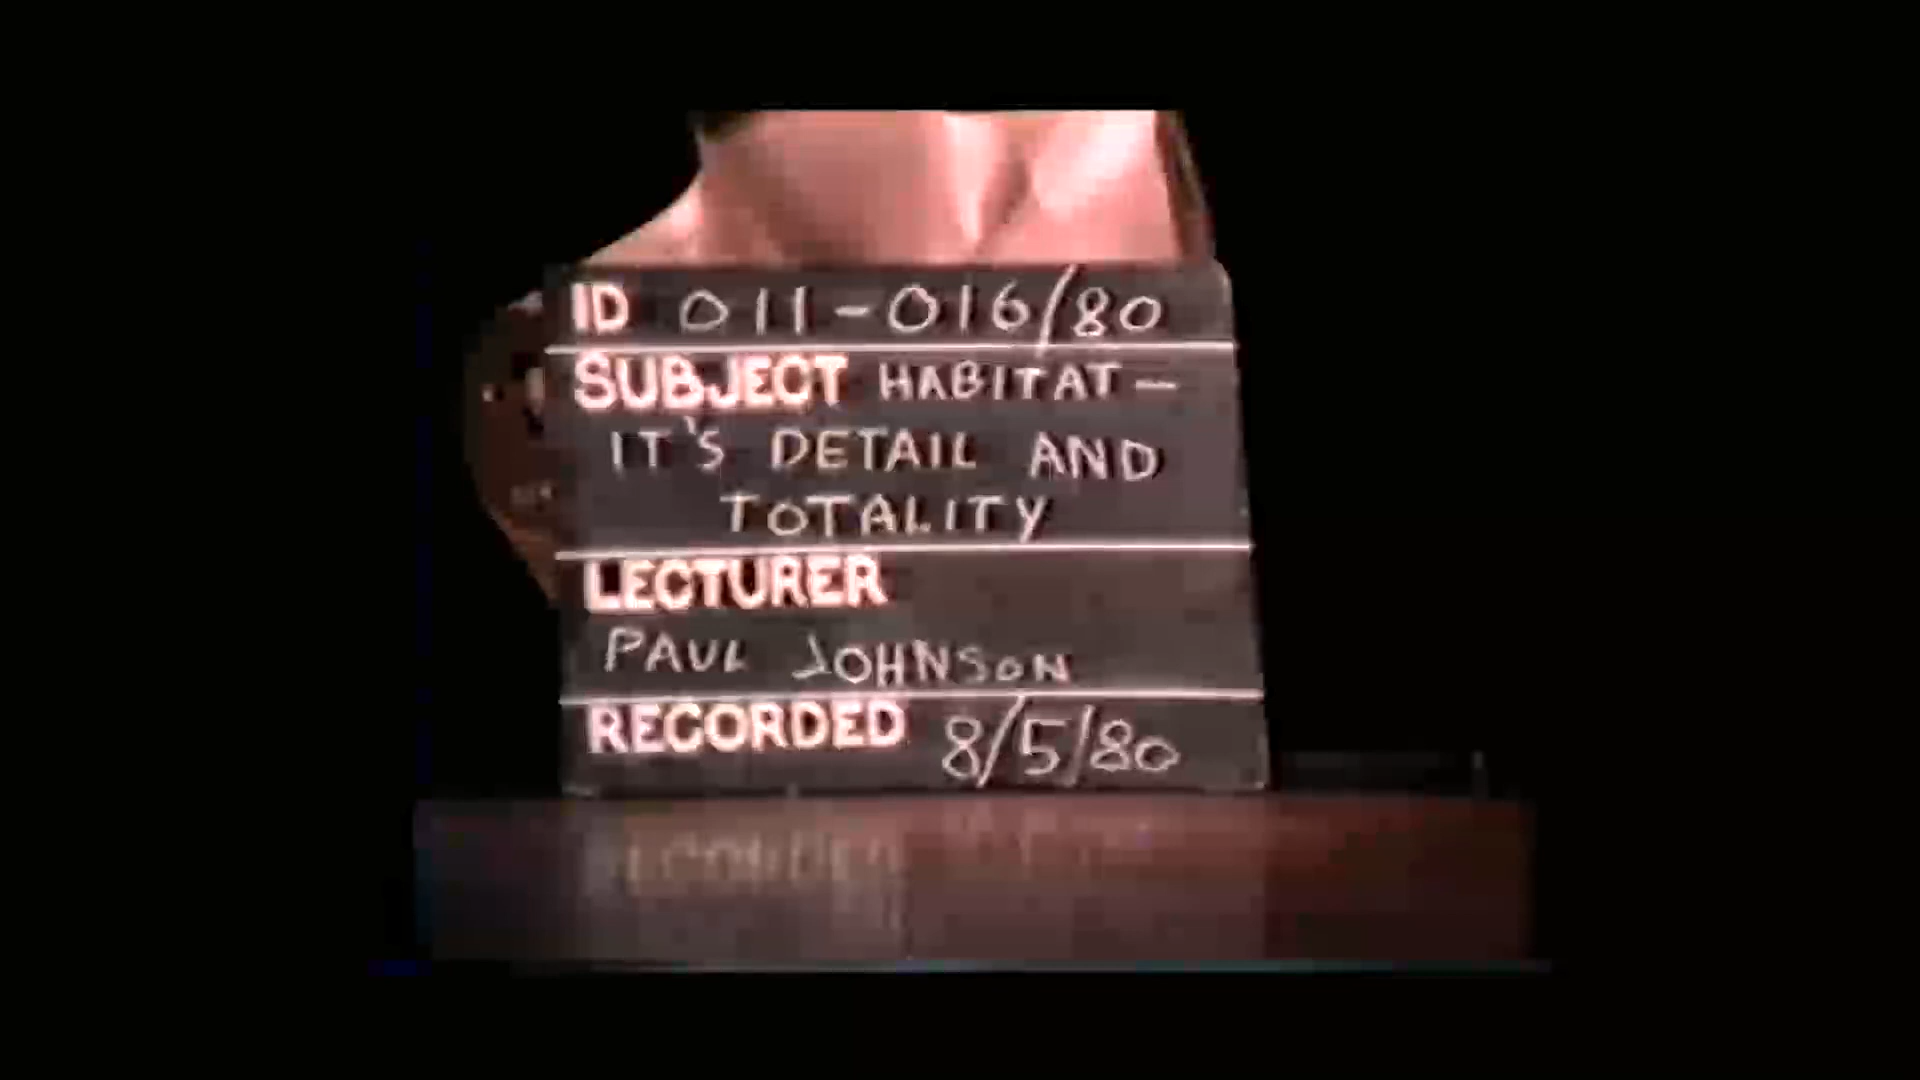 ID 011-016/80
SUBJECT HABITAT—
IT'S DETAIL AND
TOTALITY
LECTURER
PAUL JOHNSON
RECORDED 8/5/80